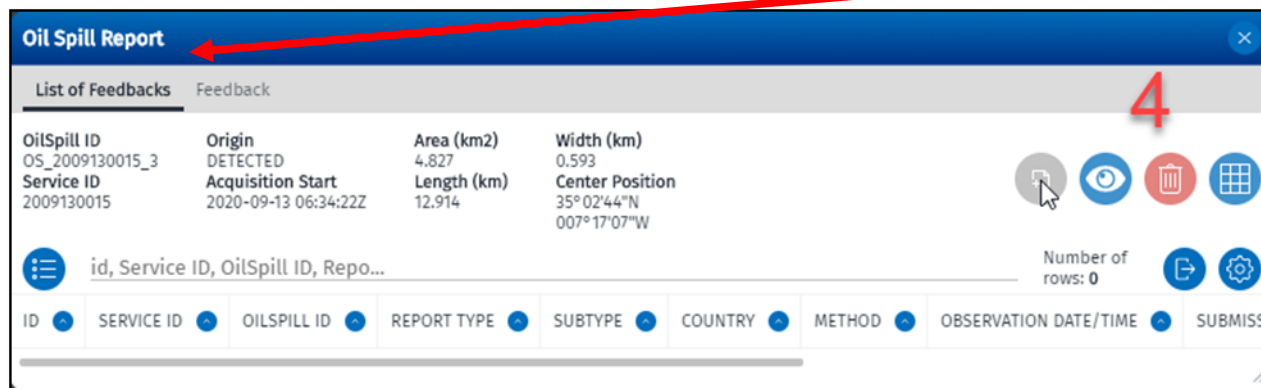 Oil Spill Report
List of Feedbacks Feedback
4
OilSpill ID Origin Area (km2) Width (km)
OS_2009130015_3 DETECTED 4.827 0.593
Service ID Acquisition Start Length (km) Center Position
2009130015 2020-09-13 06:34:22Z 12.914 35°02'44"N
007°17'07"W
id, Service ID, OilSpill ID, Repo...
Number of
rows: 0
ID SERVICE ID OILSPILL ID REPORT TYPE SUBTYPE COUNTRY METHOD OBSERVATION DATE/TIME SUBMISS